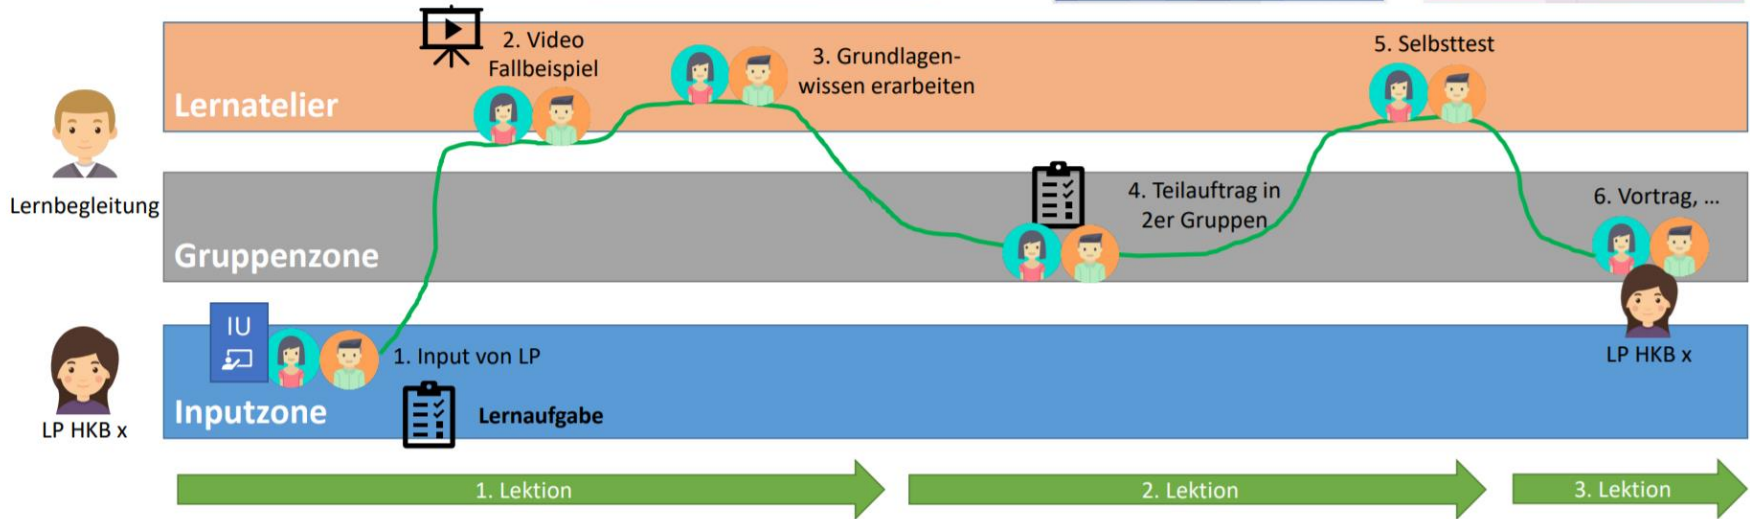 2. Video
Fallbeispiel
3. Grundlagen-
wissen erarbeiten
5. Selbsttest
Lernatelier
Lernbegleitung
4. Teilauftrag in
2er Gruppen
6. Vortrag, ...
Gruppenzone
IU
1. Input von LP
LP HKB x
Inputzone
Lernaufgabe
LP HKB x
1. Lektion
2. Lektion
3. Lektion